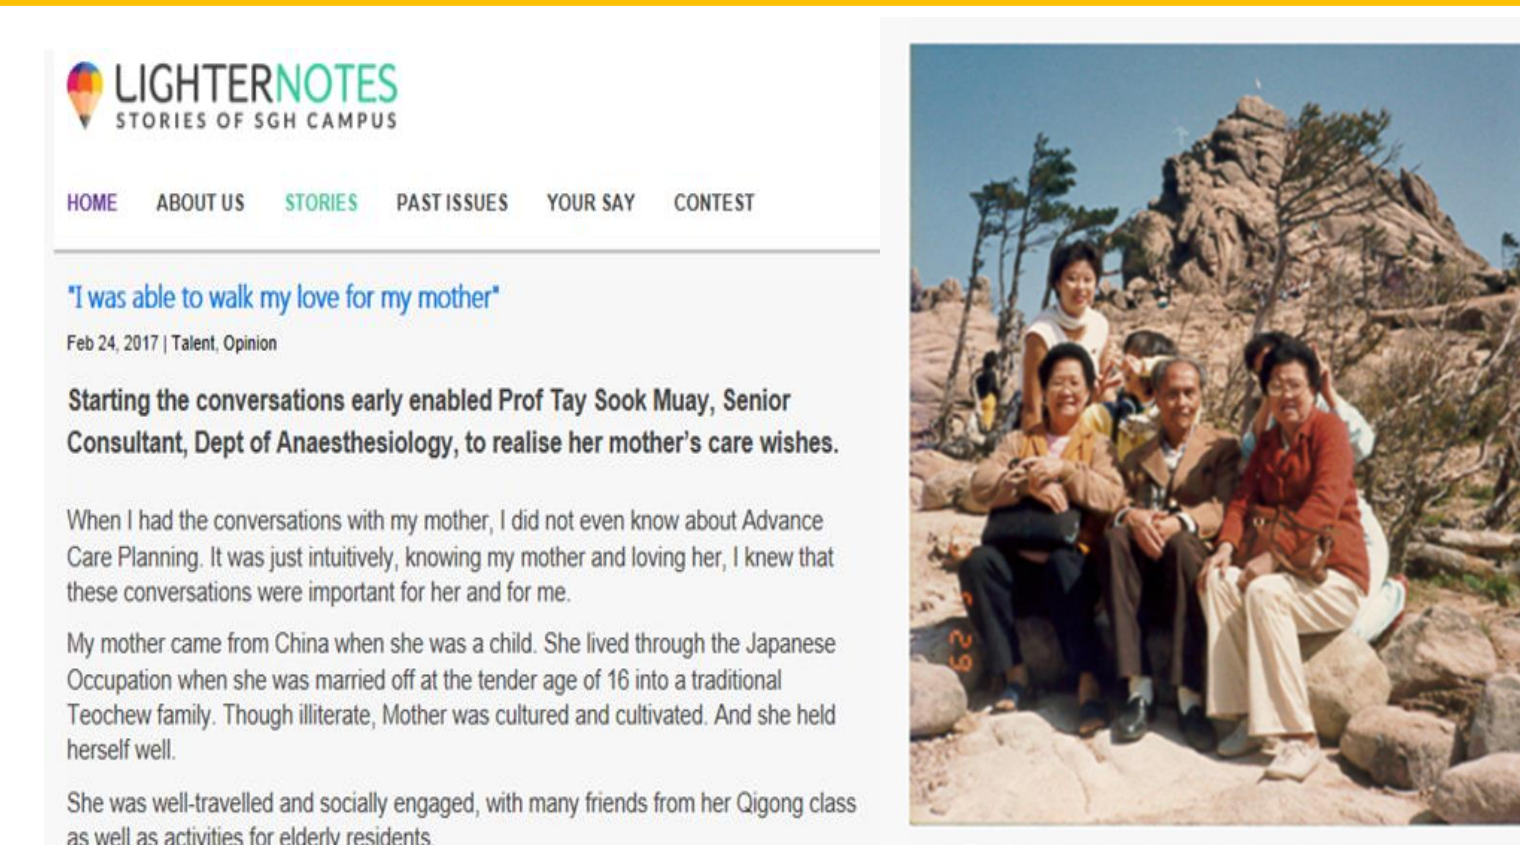 LIGHTERNOTES
STORIES OF SGH CAMPUS
HOME ABOUT US STORIES PAST ISSUES YOUR SAY CONTEST
"I was able to walk my love for my mother"
Feb 24, 2017 | Talent, Opinion
Starting the conversations early enabled Prof Tay Sook Muay, Senior
Consultant, Dept of Anaesthesiology, to realise her mother's care wishes.
When I had the conversations with my mother, I did not even know about Advance
Care Planning. It was just intuitively, knowing my mother and loving her, I knew that
these conversations were important for her and for me.
My mother came from China when she was a child. She lived through the Japanese
Occupation when she was married off at the tender age of 16 into a traditional
Teochew family. Though illiterate, Mother was cultured and cultivated. And she held
herself well.
She was well-travelled and socially engaged, with many friends from her Qigong class
as well as activities for elderly residents.